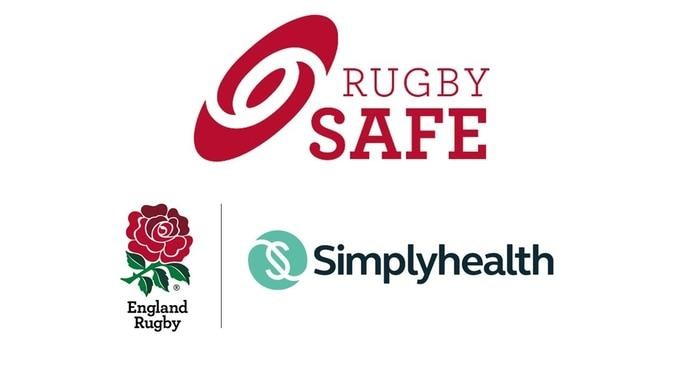 RUGBY
SAFE
England
Rugby
®
Simplyhealth